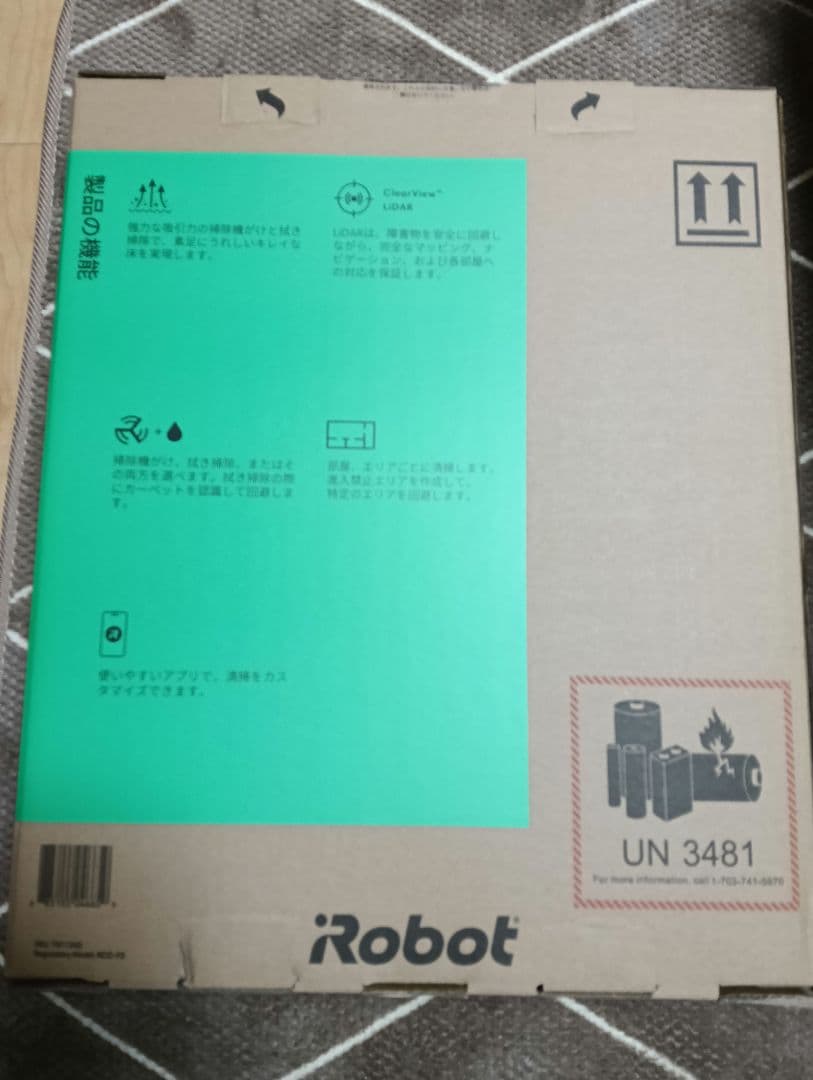 製品の機能
強力な吸引力の掃除機がけと拭き
掃除で、素足にうれしいキレイな
床を実現します。
ClearView™
LiDAR
LiDARは、障害物を安全に回避し
ながら、完全なマッピング、ナ
ビゲーション、および各部屋へ
の対応を保証します。
掃除機がけ、拭き掃除、またはそ
の両方を選べます。拭き掃除の際
にカーペットを認識して回避しま
す。
部屋、エリアごとに清掃します。
進入禁止エリアを作成して、
特定のエリアを回避します。
使いやすいアプリで、清掃をカス
タマイズできます。
UN 3481
For more information, call 1-703-741-5970
iRobot